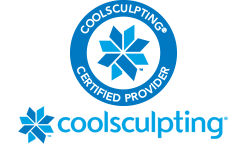 COOLSCULPTING®
CERTIFIED PROVIDER
coolsculpting®